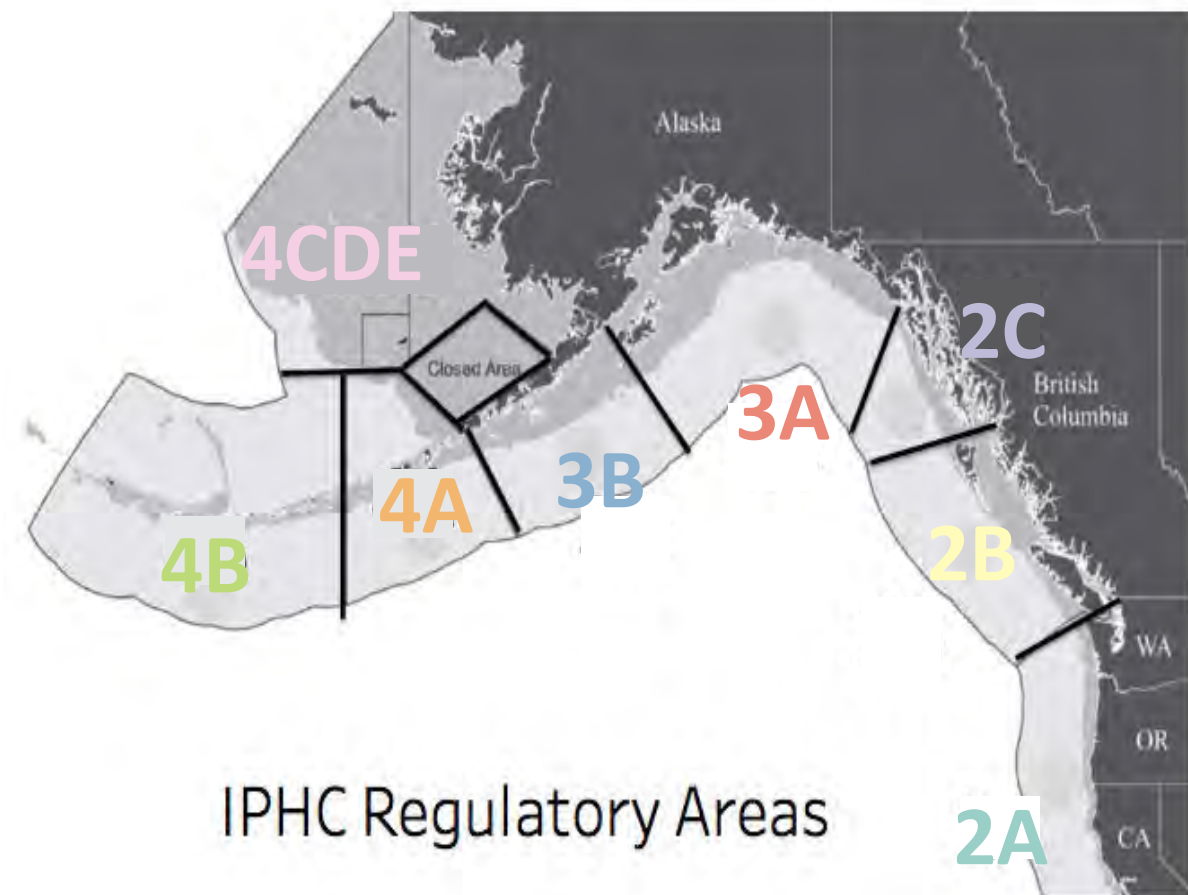 Alaska
4CDE
2C
Closed Area
British
Columbia
3A
3B
4A
4B
2B
WA
OR
IPHC Regulatory Areas
2A
CA